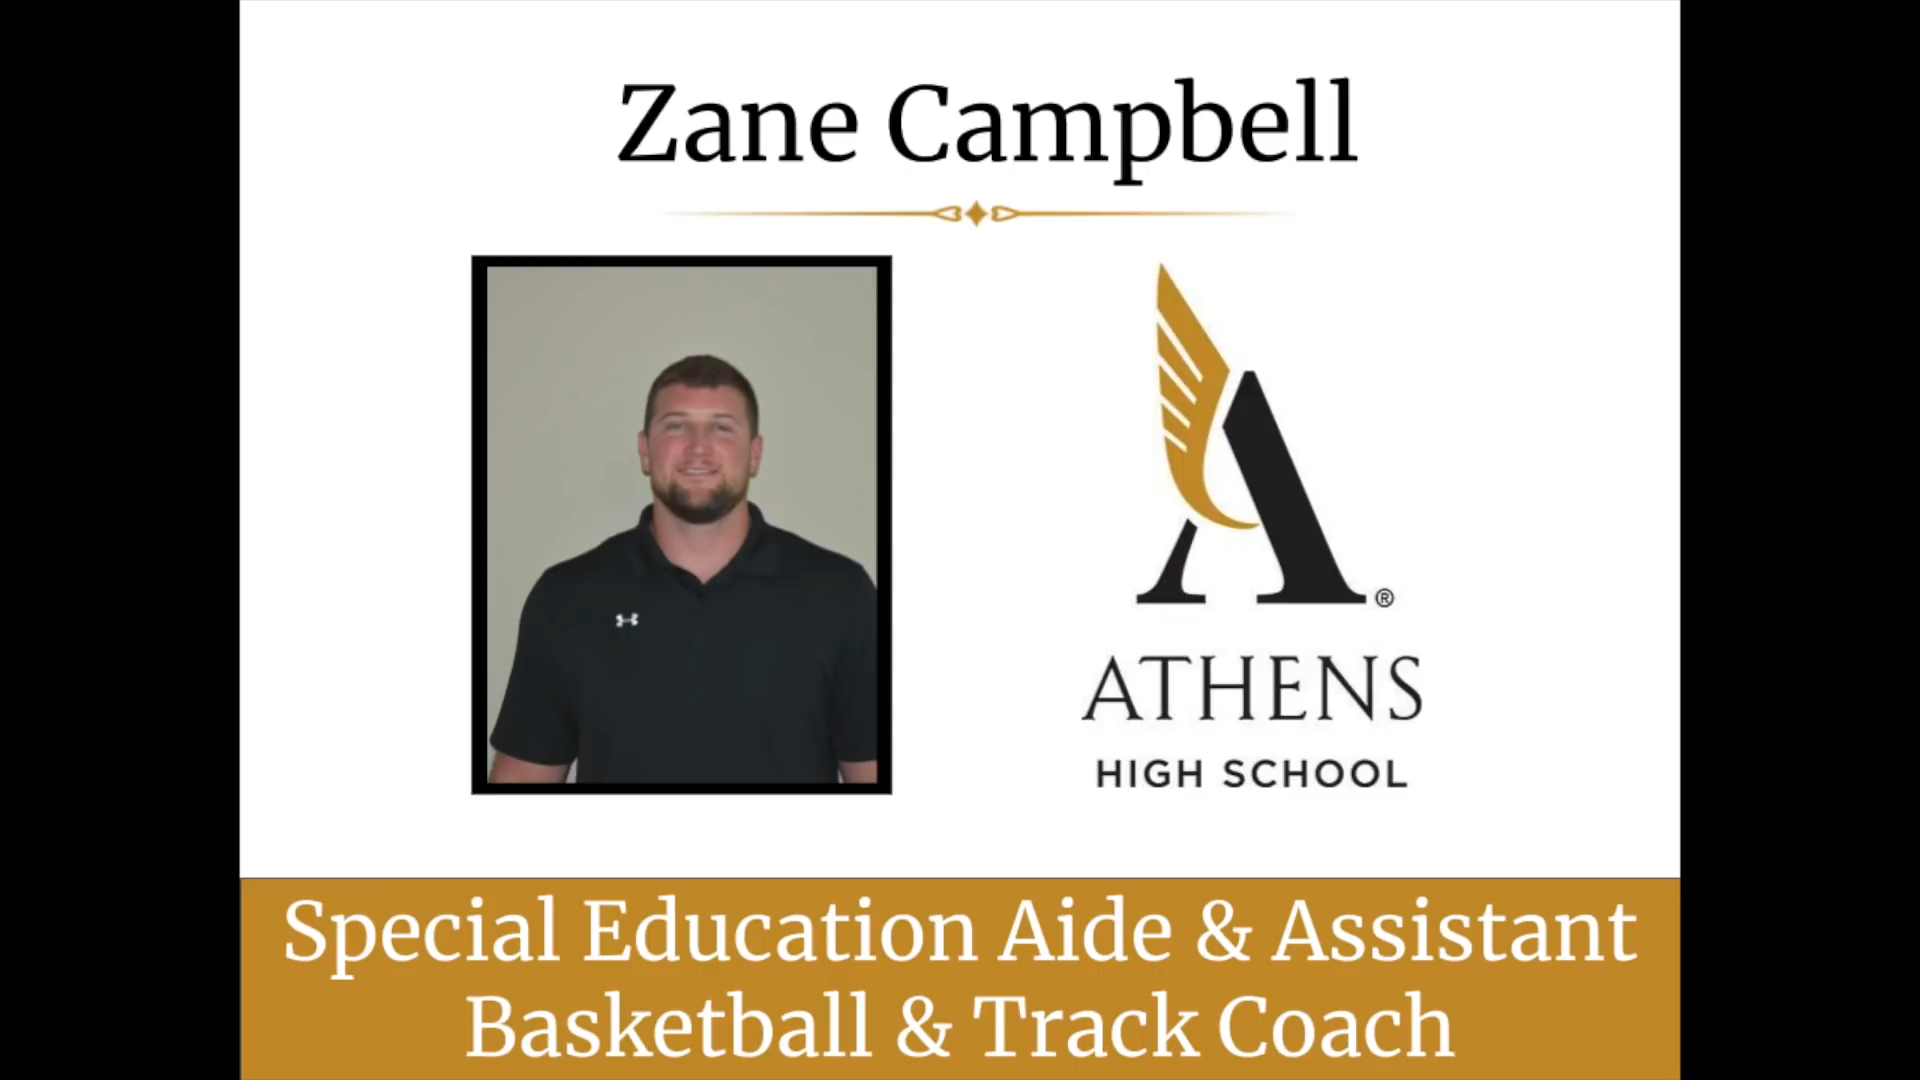 Zane Campbell
ATHENS
HIGH SCHOOL
Special Education Aide & Assistant
Basketball & Track Coach